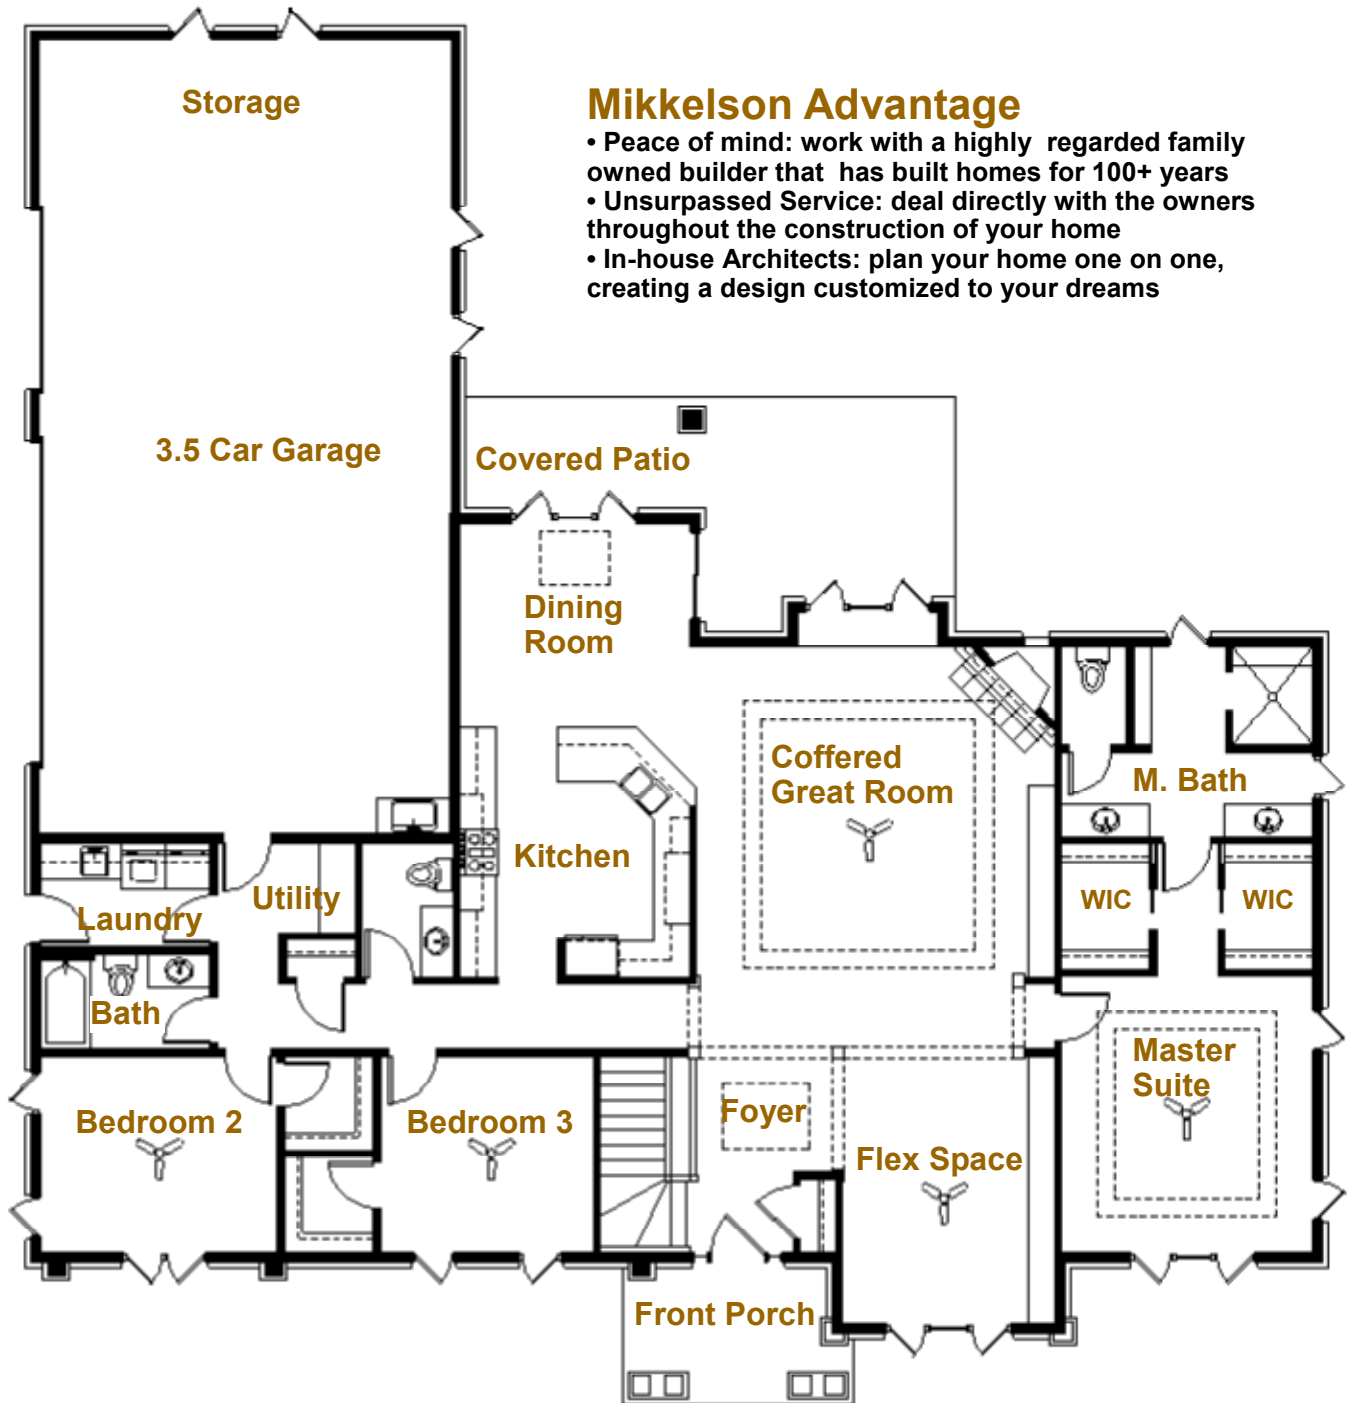 Storage
Mikkelson Advantage
• Peace of mind: work with a highly regarded family
owned builder that has built homes for 100+ years
• Unsurpassed Service: deal directly with the owners
throughout the construction of your home
• In-house Architects: plan your home one on one,
creating a design customized to your dreams
3.5 Car Garage
Covered Patio
Dining
Room
Coffered
Great Room
M. Bath
Kitchen
Utility
Laundry
WIC
WIC
Bath
Master
Suite
Bedroom 2
Bedroom 3
Foyer
Flex Space
Front Porch